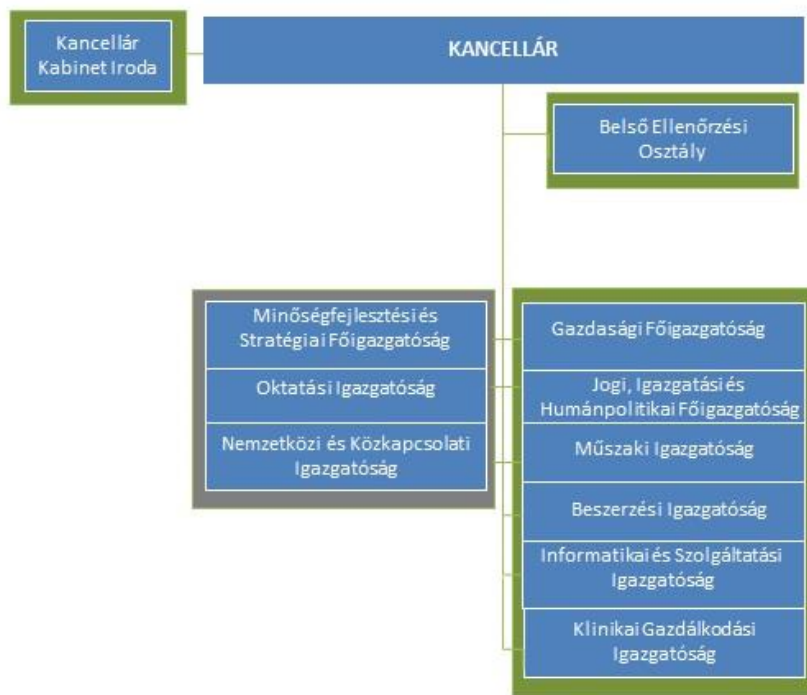 Kancellár
Kabinet Iroda
KANCELLÁR
Belső Ellenőrzési
Osztály
Minőségfejlesztési és
Stratégiai Főigazgatóság
Oktatási Igazgatóság
Nemzetközi és Közkapcsolati
Igazgatóság
Gazdasági Főigazgatóság
Jogi, Igazgatási és
Humánpolitikai Főigazgatóság
Műszaki Igazgatóság
Beszerzési Igazgatóság
Informatikai és Szolgáltatási
Igazgatóság
Klinikai Gazdálkodási
Igazgatóság